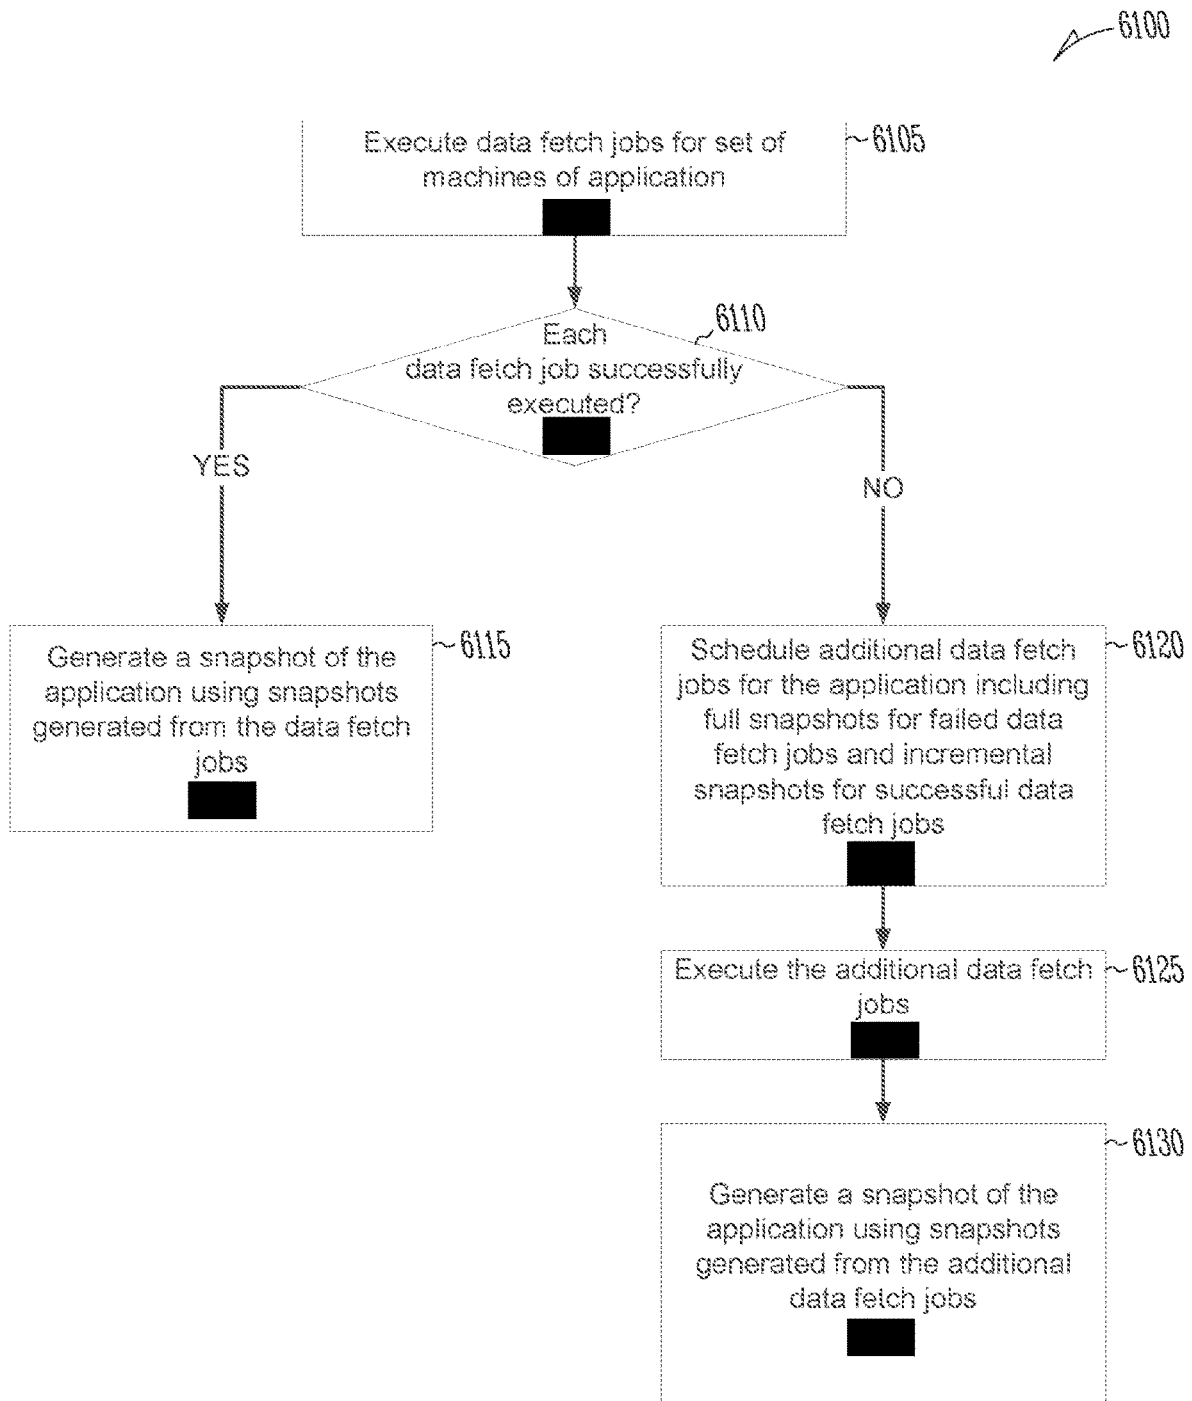 6100
Execute data fetch jobs for set of
machines of application
6105
Each
data fetch job successfully
executed?
6110
YES
NO
Generate a snapshot of the
application using snapshots
generated from the data fetch
jobs
6115
Schedule additional data fetch
jobs for the application including
full snapshots for failed data
fetch jobs and incremental
snapshots for successful data
fetch jobs
6120
Execute the additional data fetch
jobs
6125
Generate a snapshot of the
application using snapshots
generated from the additional
data fetch jobs
6130